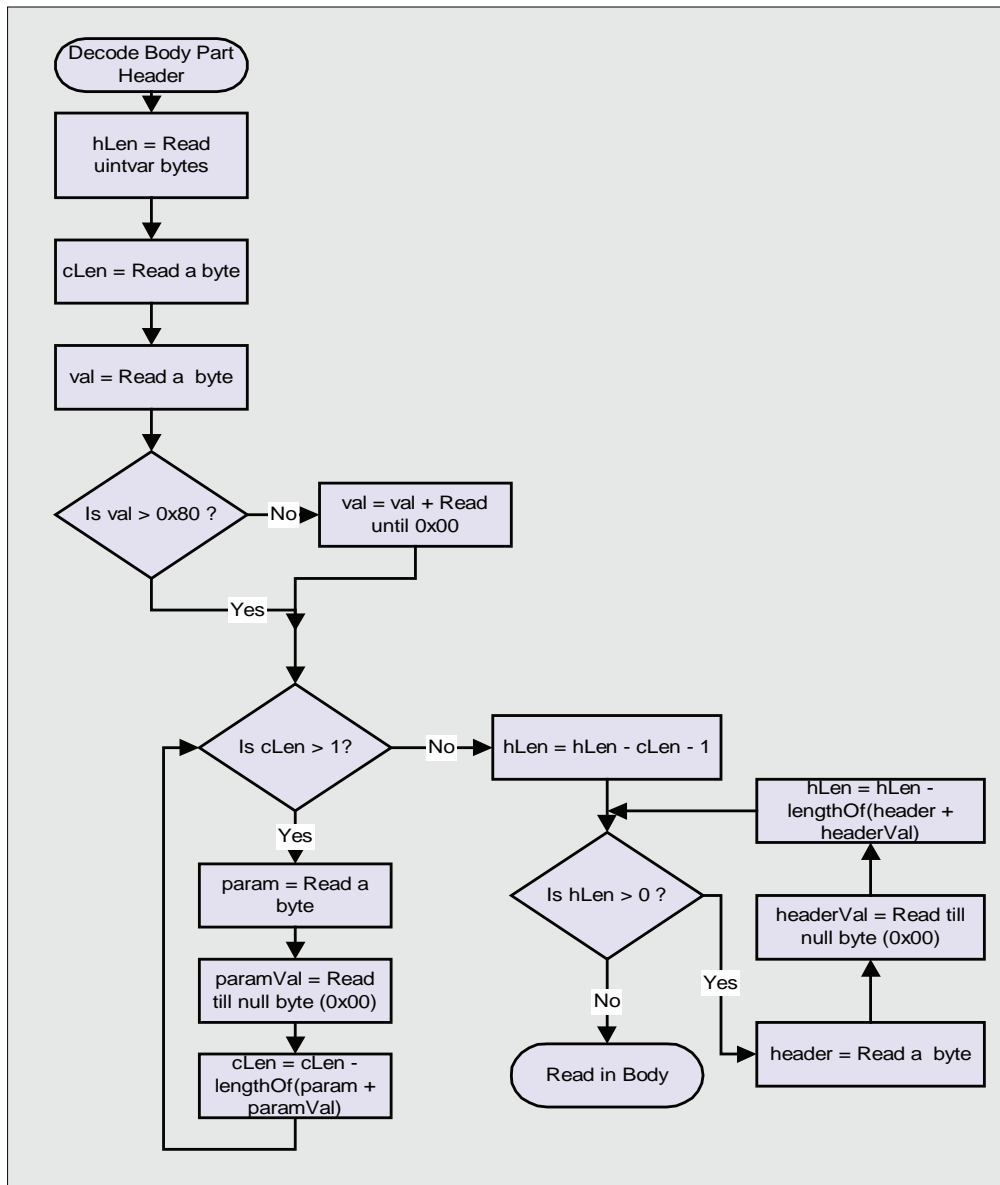 Decode Body Part
Header
hLen = Read
uintvar bytes
cLen = Read a byte
val = Read a byte
Is val > 0x80 ?
No
val = val + Read
until 0x00
Yes
Is cLen > 1?
No
hLen = hLen - cLen - 1
Yes
param = Read a
byte
paramVal = Read
till null byte (0x00)
cLen = cLen -
lengthOf(param +
paramVal)
Is hLen > 0 ?
Yes
header = Read a byte
headerVal = Read till
null byte (0x00)
hLen = hLen -
lengthOf(header +
headerVal)
No
Read in Body